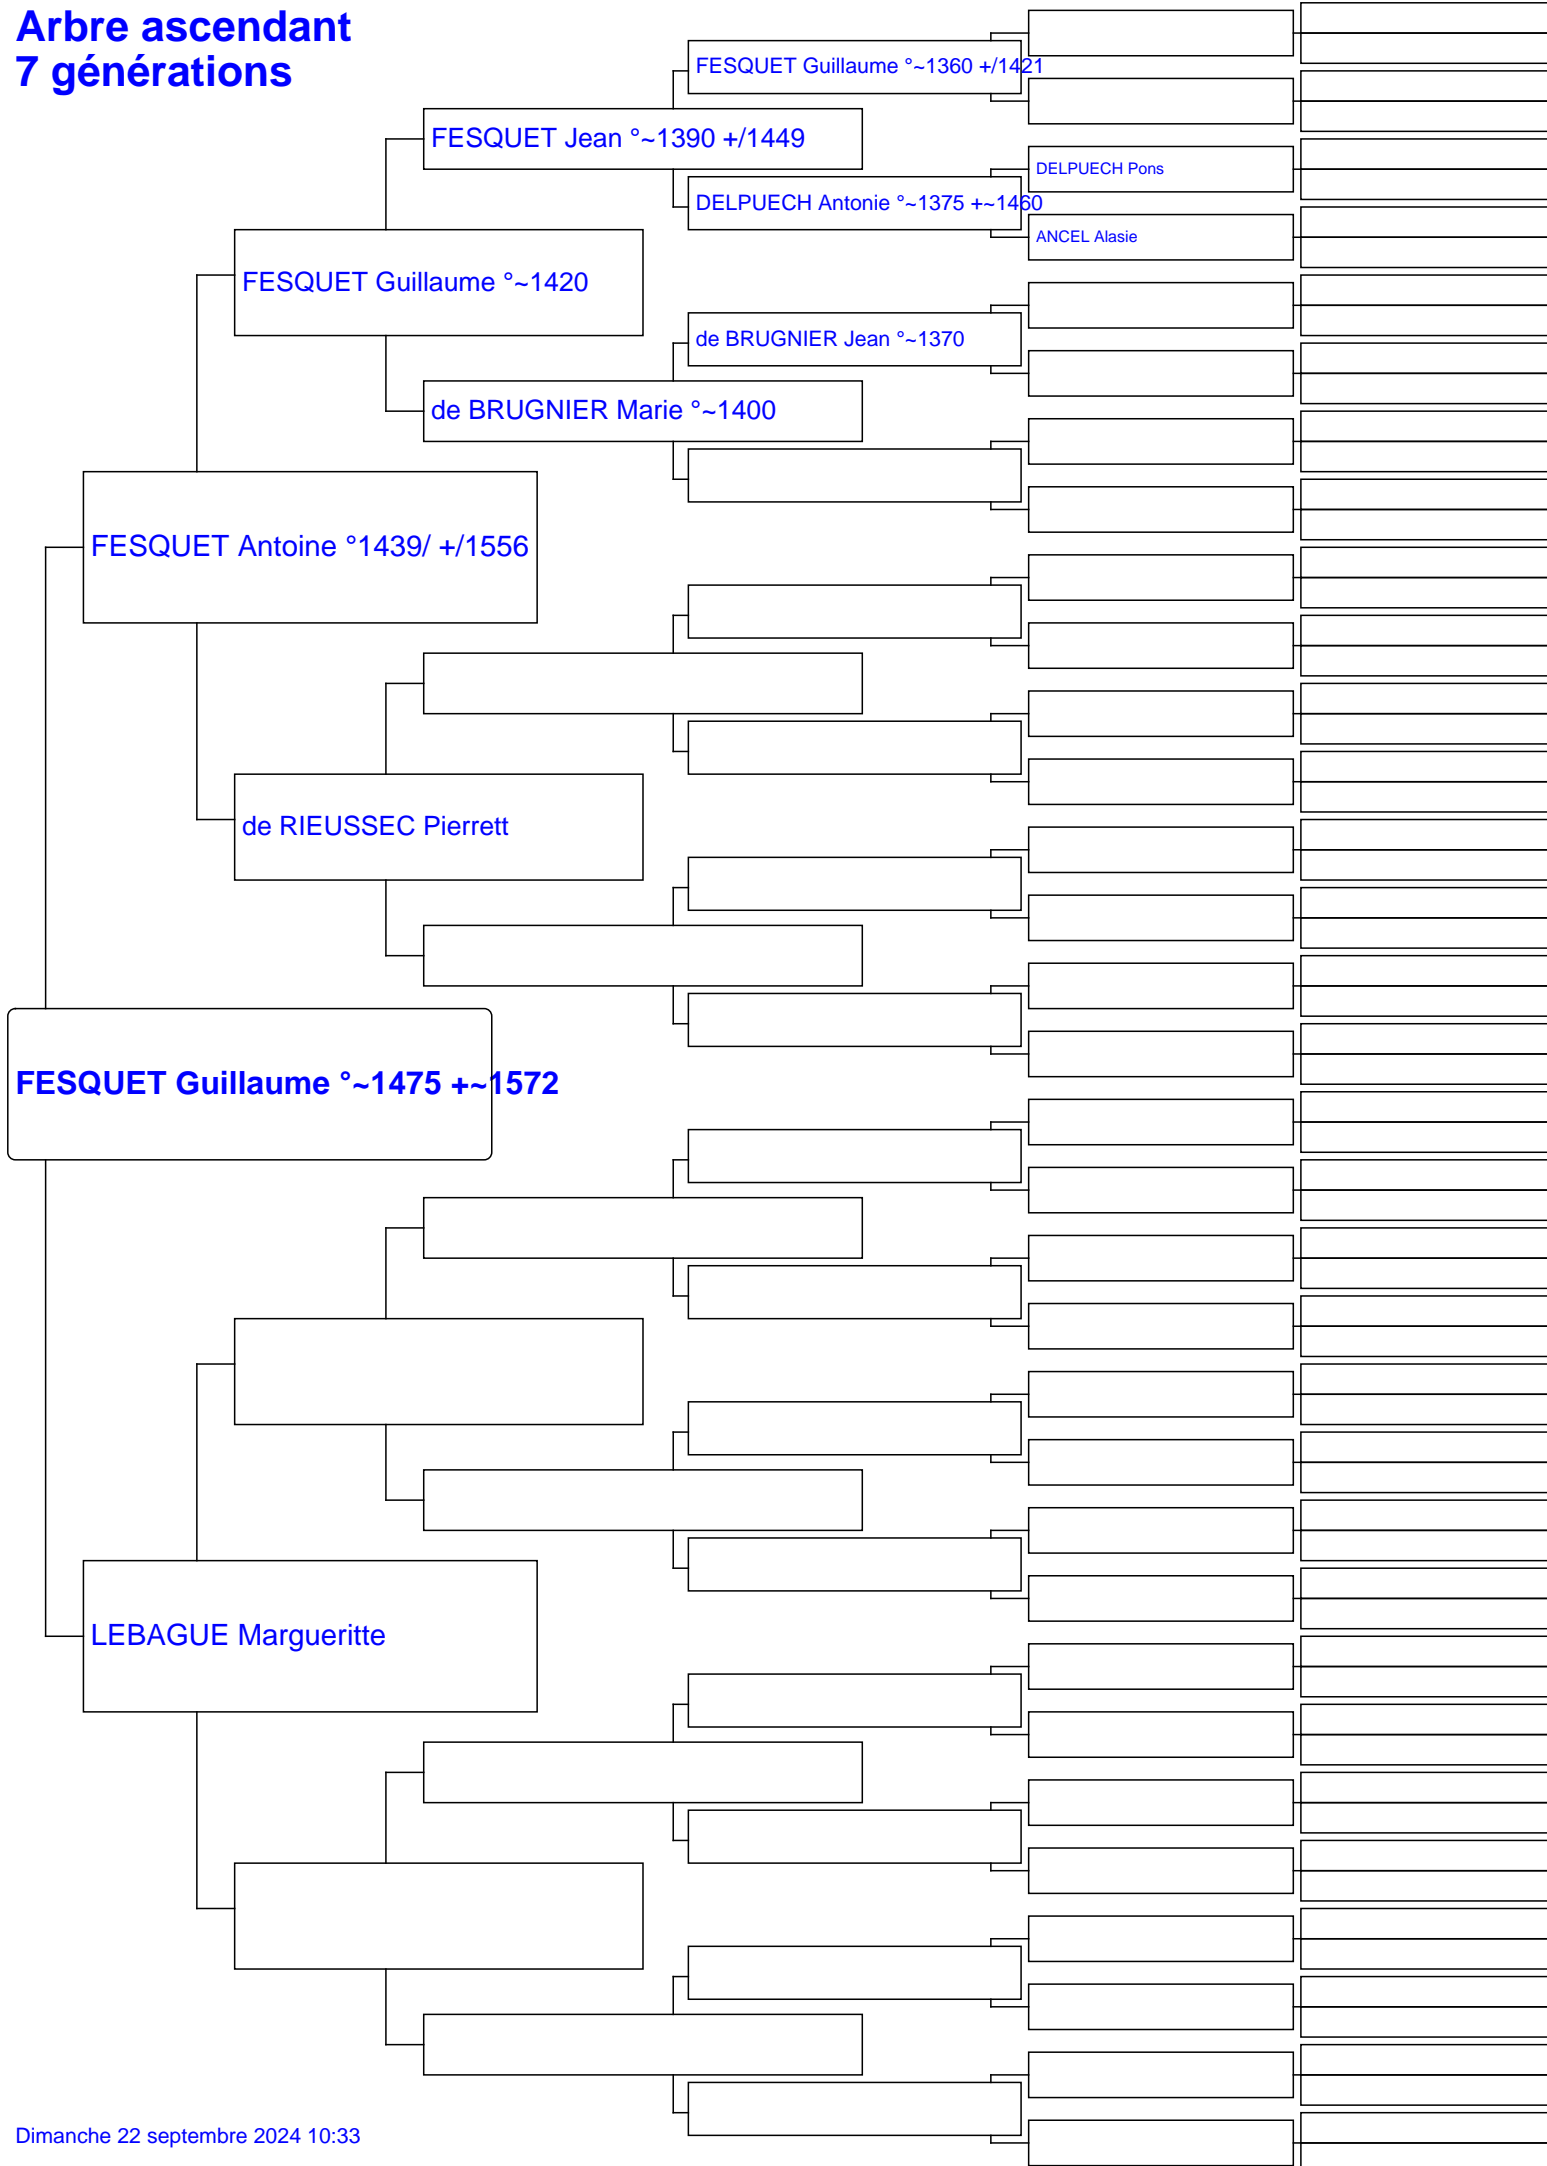 Arbre ascendant
7 générations
FESQUET Guillaume °~1360 +/1421
FESQUET Jean °~1390 +/1449
DELPUECH Pons
DELPUECH Antonie °~1375 +~1460
ANCEL Alasie
FESQUET Guillaume °~1420
de BRUGNIER Jean °~1370
de BRUGNIER Marie °~1400
FESQUET Antoine °1439/ +/1556
de RIEUSSEC Pierrett
FESQUET Guillaume °~1475 +~1572
LEBAGUE Margueritte
Dimanche 22 septembre 2024 10:33